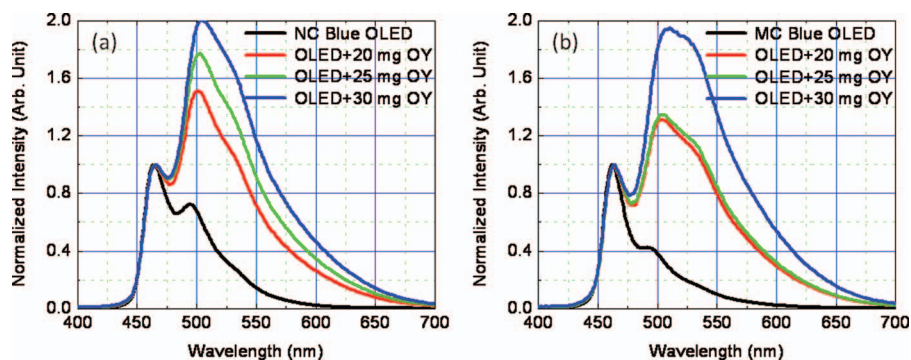 (a)
NC Blue OLED
OLED+20 mg OY
OLED+25 mg OY
OLED+30 mg OY
Normalized Intensity (Arb. Unit)
2.0
1.6
1.2
0.8
0.4
0.0
400 450 500 550 600 650 700
Wavelength (nm)
(b)
MC Blue OLED
OLED+20 mg OY
OLED+25 mg OY
OLED+30 mg OY
Normalized Intensity (Arb. Unit)
2.0
1.6
1.2
0.8
0.4
0.0
400 450 500 550 600 650 700
Wavelength (nm)